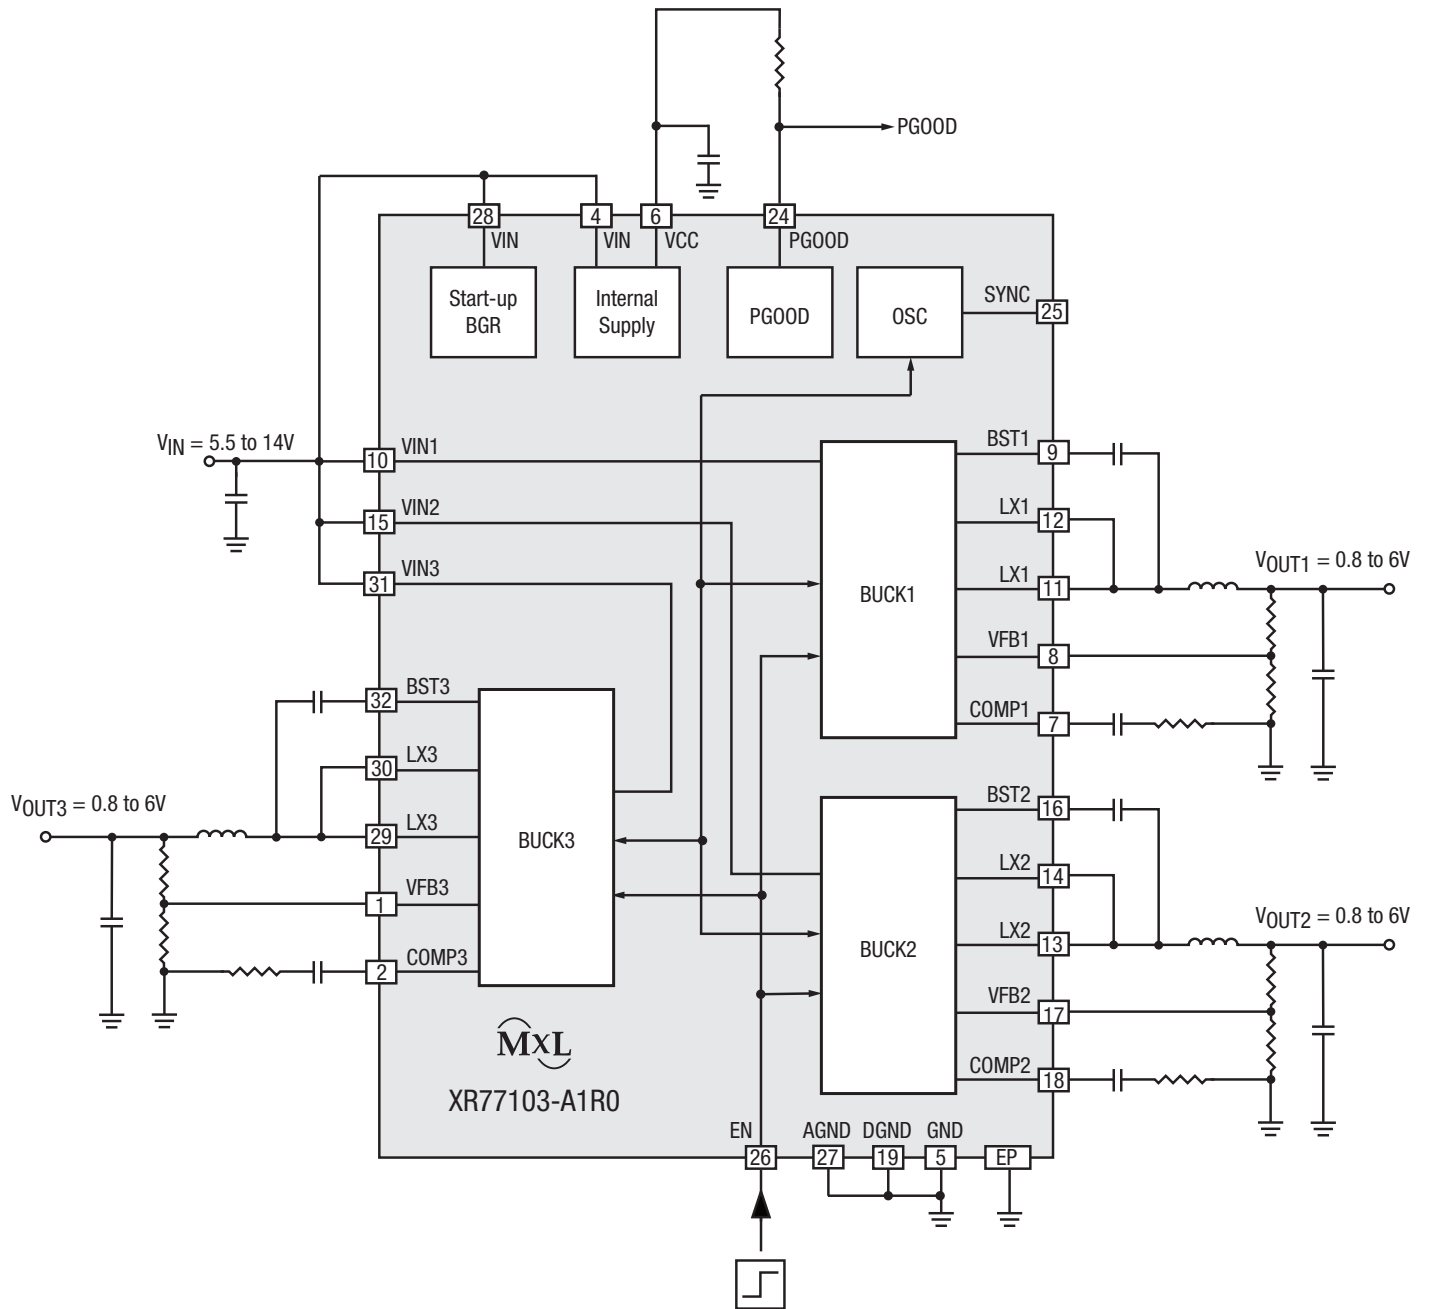 PGOOD
28
4
6
24
VIN
VIN
VCC
PGOOD
Start-up
BGR
Internal
Supply
PGOOD
OSC
SYNC
25
VIN = 5.5 to 14V
10
VIN1
15
VIN2
31
VIN3
BUCK1
BST1
9
LX1
12
LX1
11
VFB1
8
COMP1
7
VOUT1 = 0.8 to 6V
32
BST3
30
LX3
29
LX3
1
VFB3
2
COMP3
VOUT3 = 0.8 to 6V
BUCK3
BUCK2
BST2
16
LX2
14
LX2
13
VFB2
17
COMP2
18
VOUT2 = 0.8 to 6V
MXL
XR77103-A1R0
EN
AGND
DGND
GND
26
27
19
5
EP